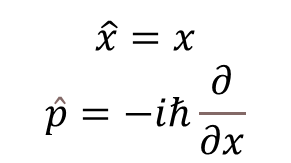 x̂ = x
p̂ = −iħ ∂/∂x